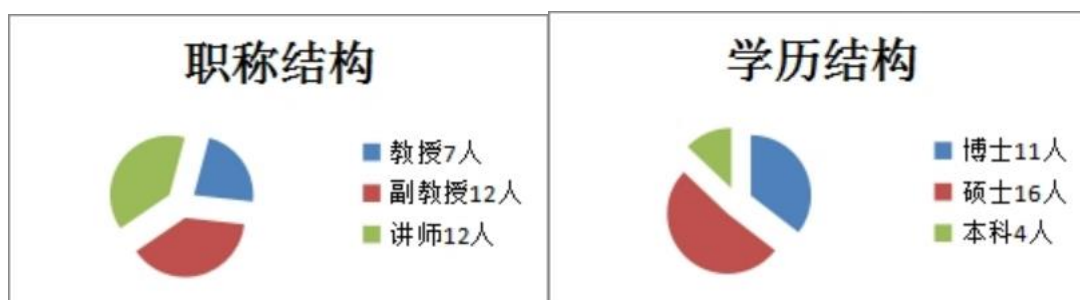 职称结构
教授7人
副教授12人
讲师12人
学历结构
博士11人
硕士16人
本科4人